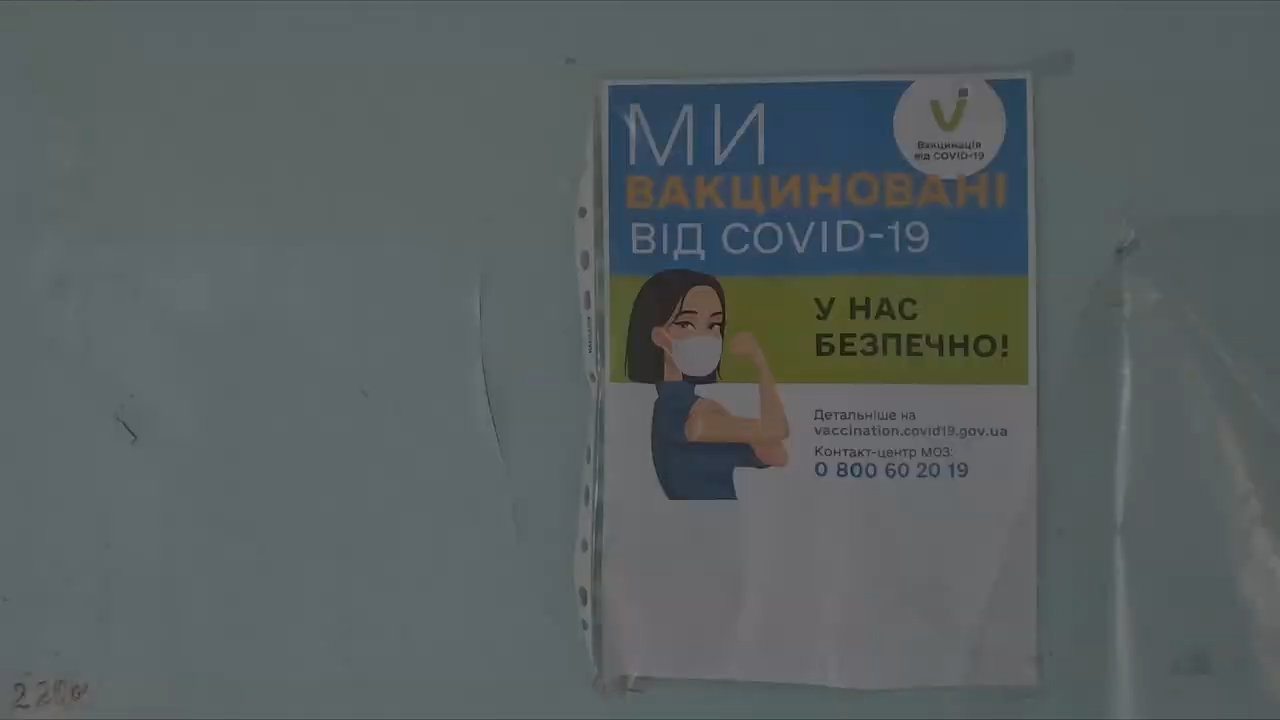 МИ
ВАКЦИНОВАНІ
ВІД COVID-19
Вакцинація
від COVID-19
У НАС
БЕЗПЕЧНО!
Детальніше на
vaccination.covid19.gov.ua
Контакт-центр МОЗ:
0 800 60 20 19